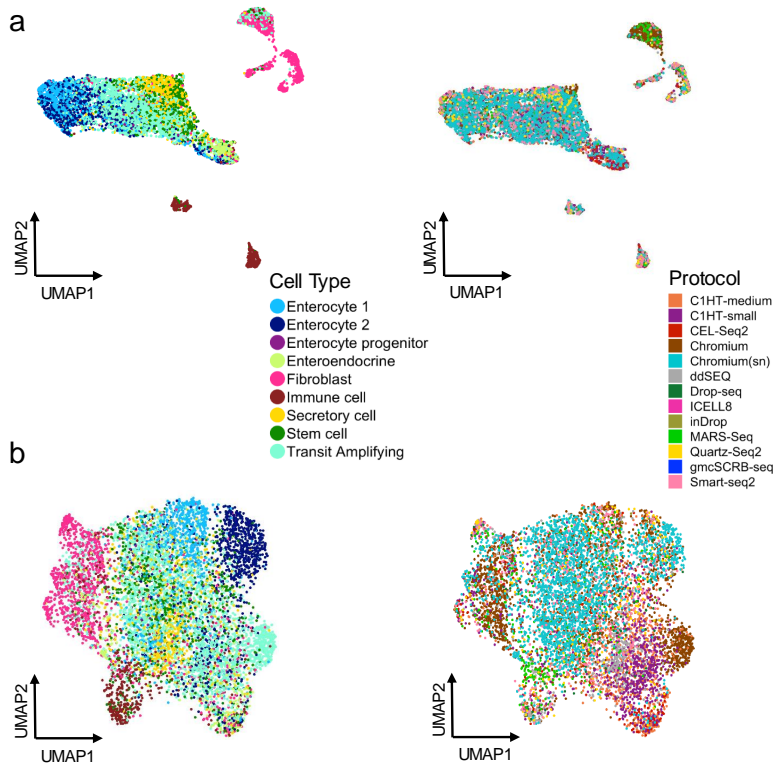 a
UMAP2
UMAP1
UMAP2
UMAP1
Cell Type
Enterocyte 1
Enterocyte 2
Enterocyte progenitor
Enteroendocrine
Fibroblast
Immune cell
Secretory cell
Stem cell
Transit Amplifying
Protocol
C1HT-medium
C1HT-small
CEL-Seq2
Chromium
Chromium(sn)
ddSEQ
Drop-seq
ICELL8
inDrop
MARS-Seq
Quartz-Seq2
gmcSCRB-seq
Smart-seq2
b
UMAP2
UMAP1
UMAP2
UMAP1